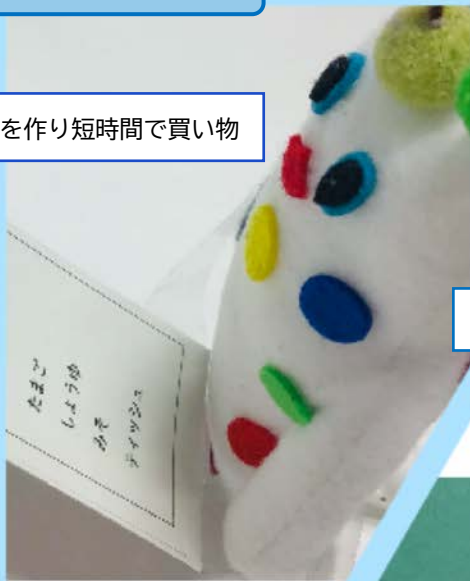 を作り短時間で買い物
たまご
しょうゆ
みそ
ティッシュ